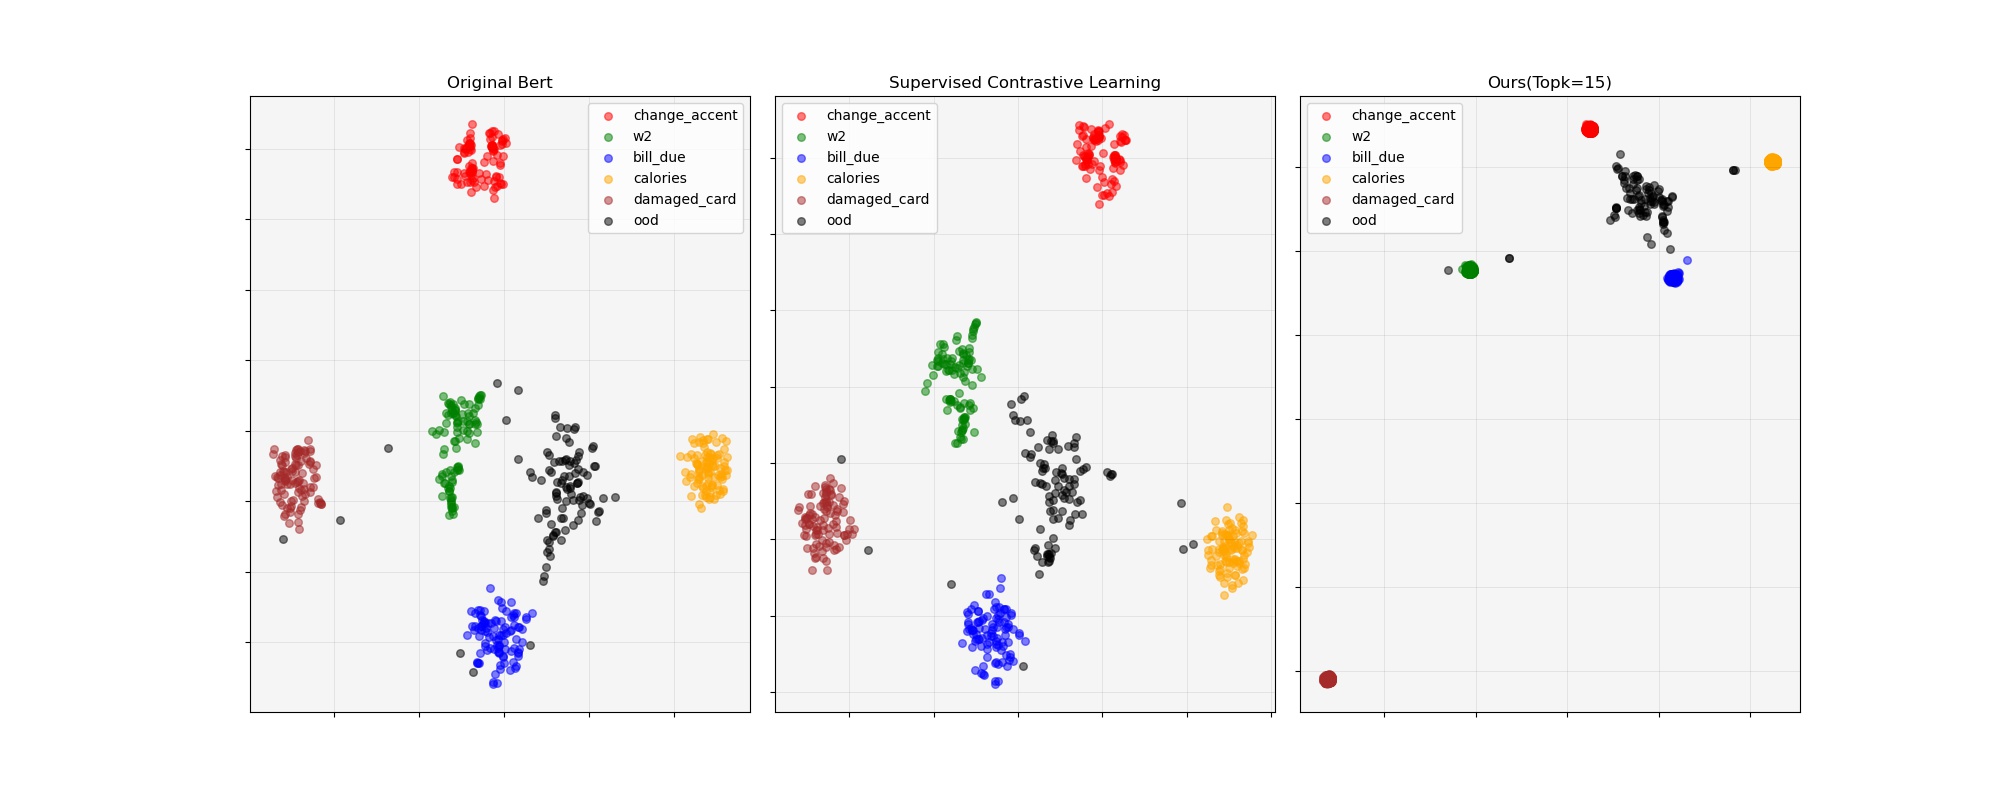 Original Bert
change_accent
w2
bill_due
calories
damaged_card
ood
Supervised Contrastive Learning
change_accent
w2
bill_due
calories
damaged_card
ood
Ours(Topk=15)
change_accent
w2
bill_due
calories
damaged_card
ood